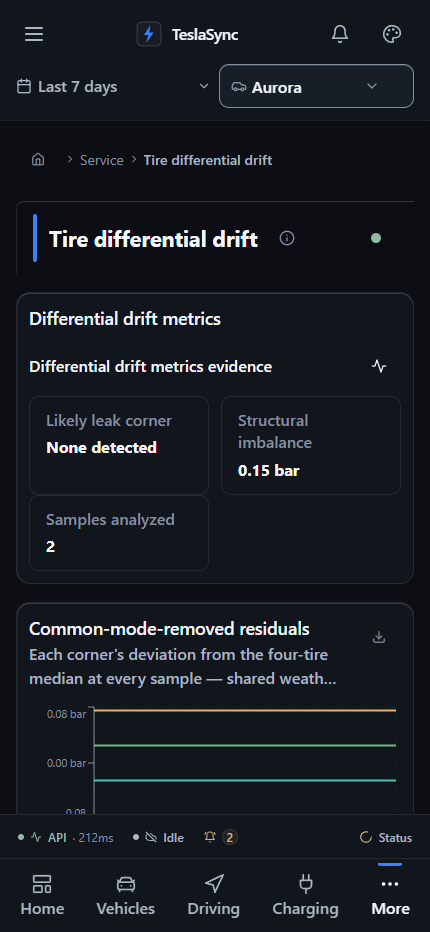 TeslaSync
Last 7 days
Aurora
Service
Tire differential drift
Tire differential drift
Differential drift metrics
Differential drift metrics evidence
Likely leak corner
None detected
Structural
imbalance
0.15 bar
Samples analyzed
2
Common-mode-removed residuals
Each corner's deviation from the four-tire
median at every sample — shared weath...
0.08 bar
0.00 bar
0.08
API · 212ms
Idle
2
Status
Home
Vehicles
Driving
Charging
More